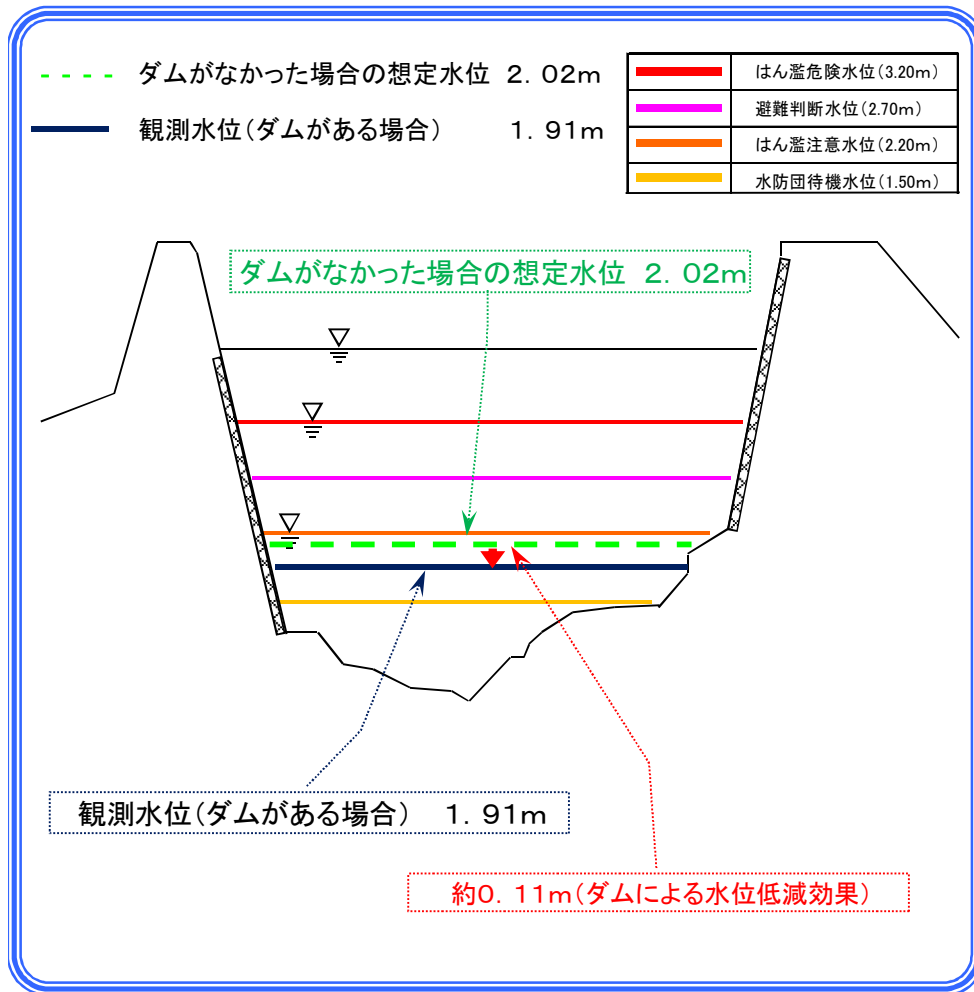 ダムがなかった場合の想定水位 2.02m
観測水位(ダムがある場合) 1.91m
はん濫危険水位(3.20m)
避難判断水位(2.70m)
はん濫注意水位(2.20m)
水防団待機水位(1.50m)
ダムがなかった場合の想定水位 2.02m
観測水位(ダムがある場合) 1.91m
約0.11m(ダムによる水位低減効果)